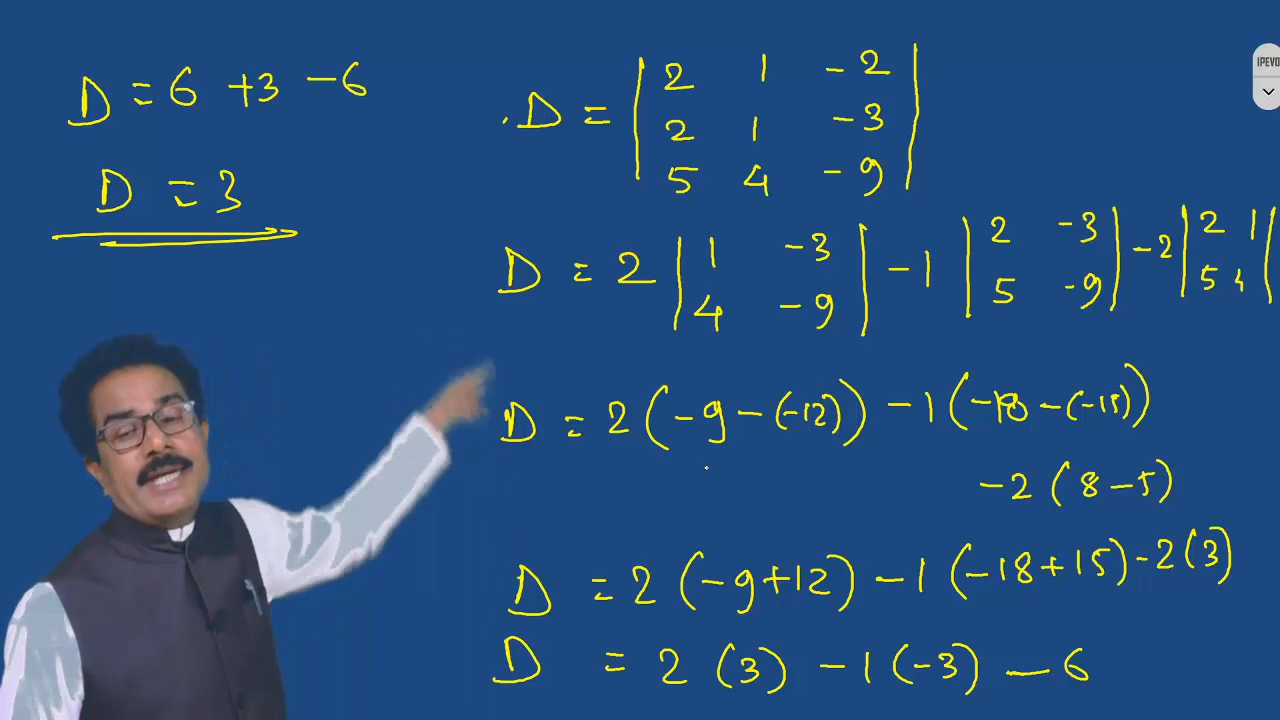 D = 6 + 3 - 6
D = 3
. D = | 2 1 -2 |
| 2 1 -3 |
| 5 4 -9 |
D = 2 | 1 -3 | - 1 | 2 -3 | - 2 | 2 1 |
| 4 -9 | | 5 -9 | | 5 4 |
D = 2 (-9 - (-12)) - 1 (-18 - (-15))
- 2 (8 - 5)
D = 2 (-9 + 12) - 1 (-18 + 15) - 2 (3)
D = 2 (3) - 1 (-3) - 6
IPEVO